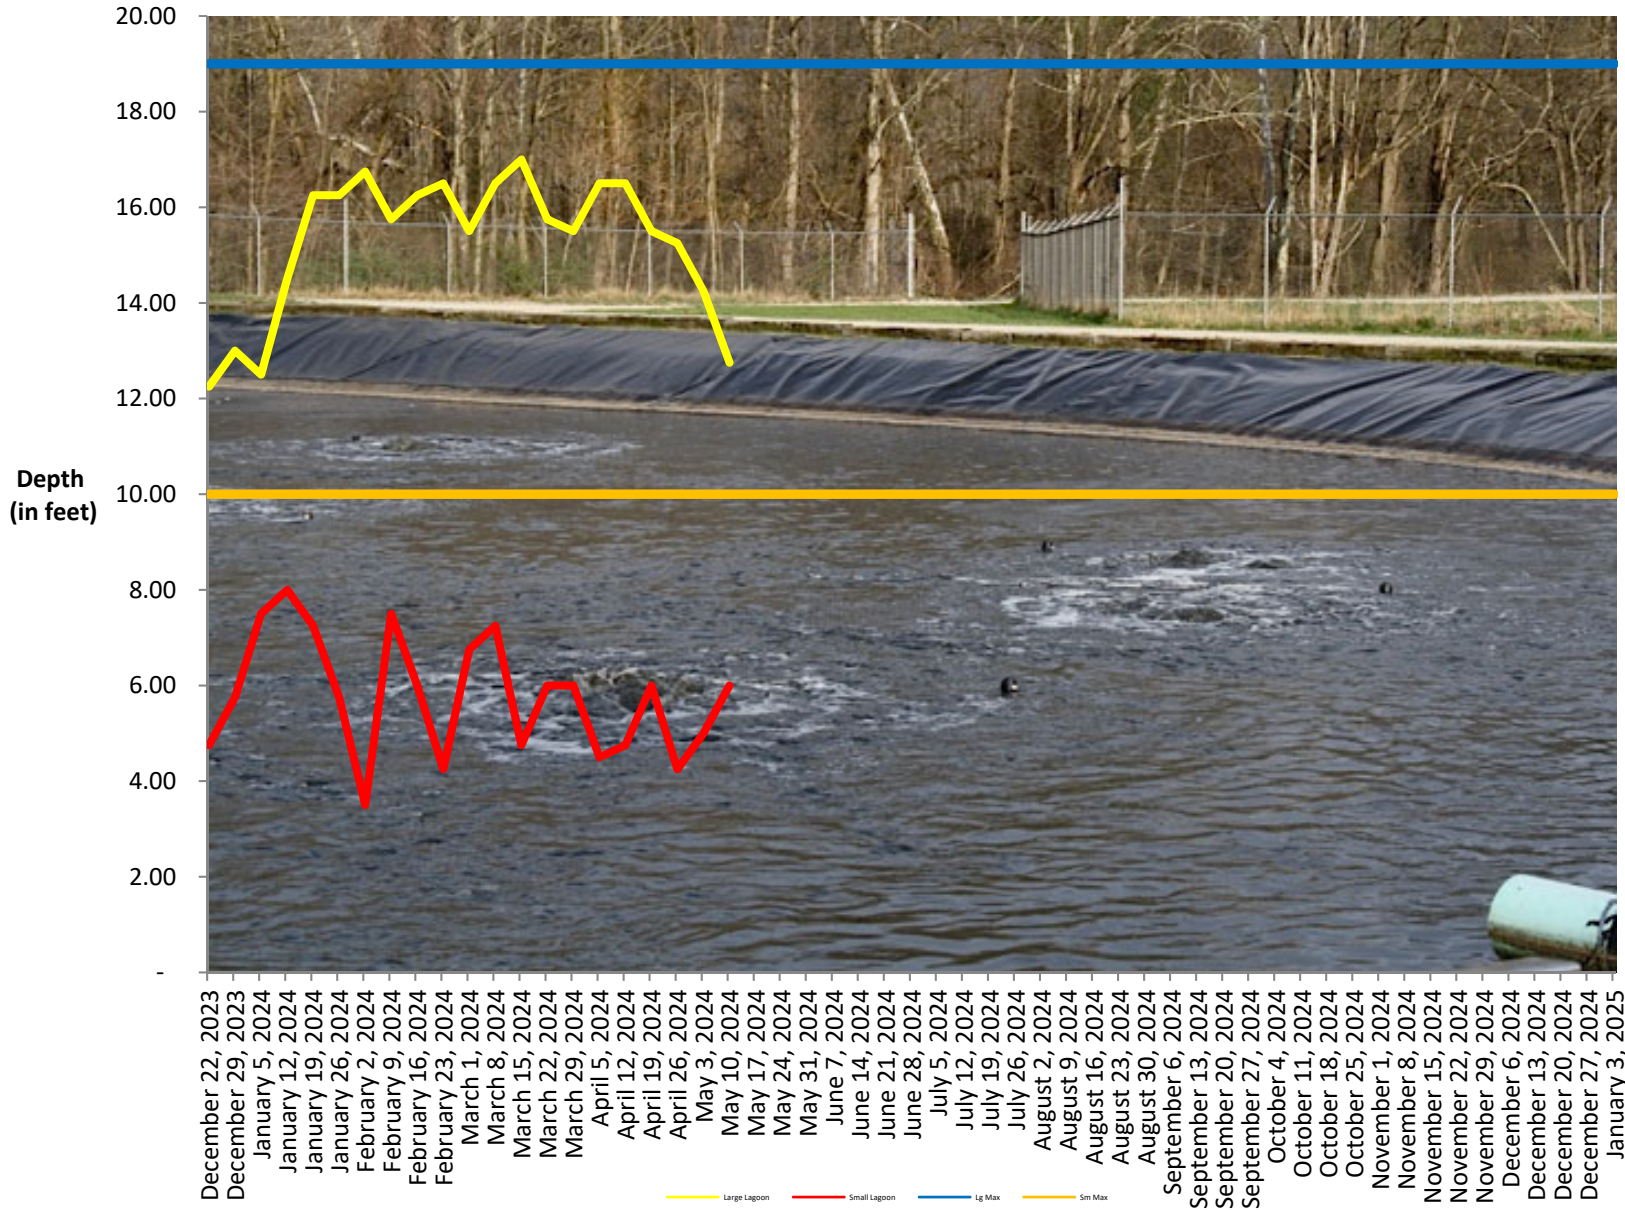 20.00
18.00
16.00
14.00
12.00
10.00
8.00
6.00
4.00
2.00
-
Depth
(in feet)
December 22, 2023
December 29, 2023
January 5, 2024
January 12, 2024
January 19, 2024
January 26, 2024
February 2, 2024
February 9, 2024
February 16, 2024
February 23, 2024
March 1, 2024
March 8, 2024
March 15, 2024
March 22, 2024
March 29, 2024
April 5, 2024
April 12, 2024
April 19, 2024
April 26, 2024
May 3, 2024
May 10, 2024
May 17, 2024
May 24, 2024
May 31, 2024
June 7, 2024
June 14, 2024
June 21, 2024
June 28, 2024
July 5, 2024
July 12, 2024
July 19, 2024
July 26, 2024
August 2, 2024
August 9, 2024
August 16, 2024
August 23, 2024
August 30, 2024
September 6, 2024
September 13, 2024
September 20, 2024
September 27, 2024
October 4, 2024
October 11, 2024
October 18, 2024
October 25, 2024
November 1, 2024
November 8, 2024
November 15, 2024
November 22, 2024
November 29, 2024
December 6, 2024
December 13, 2024
December 20, 2024
December 27, 2024
January 3, 2025
Large Lagoon
Small Lagoon
Lg Max
Sm Max